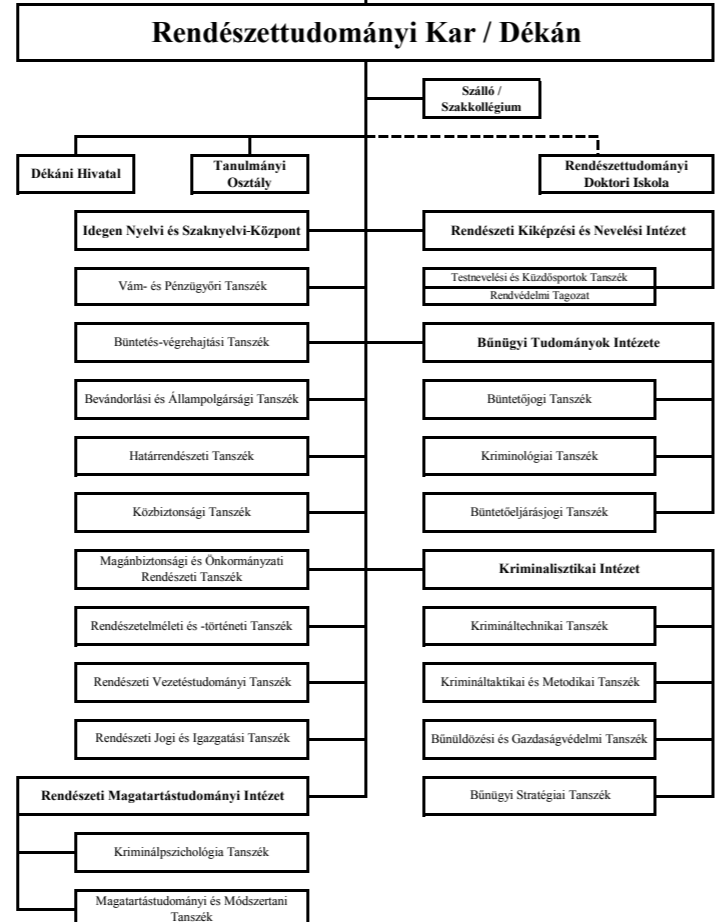 Rendészettudományi Kar / Dékán
Szálló /
Szakkollégium
Dékáni Hivatal
Tanulmányi
Osztály
Rendészettudományi
Doktori Iskola
Idegen Nyelvi és Szaknyelvi-Központ
Rendészeti Kiképzési és Nevelési Intézet
Vám- és Pénzügyőri Tanszék
Testnevelési és Küzdősportok Tanszék
Rendvédelmi Tagozat
Büntetés-végrehajtási Tanszék
Bűnügyi Tudományok Intézete
Bevándorlási és Állampolgársági Tanszék
Büntetőjogi Tanszék
Határrendészeti Tanszék
Kriminológiai Tanszék
Közbiztonsági Tanszék
Büntetőeljárásjogi Tanszék
Magánbiztonsági és Önkormányzati
Rendészeti Tanszék
Kriminalisztikai Intézet
Rendészetelméleti és -történeti Tanszék
Krimináltechnikai Tanszék
Rendészeti Vezetéstudományi Tanszék
Krimináltaktikai és Metodikai Tanszék
Rendészeti Jogi és Igazgatási Tanszék
Bűnüldözési és Gazdaságvédelmi Tanszék
Rendészeti Magatartástudományi Intézet
Bűnügyi Stratégiai Tanszék
Kriminálpszichológia Tanszék
Magatartástudományi és Módszertani
Tanszék